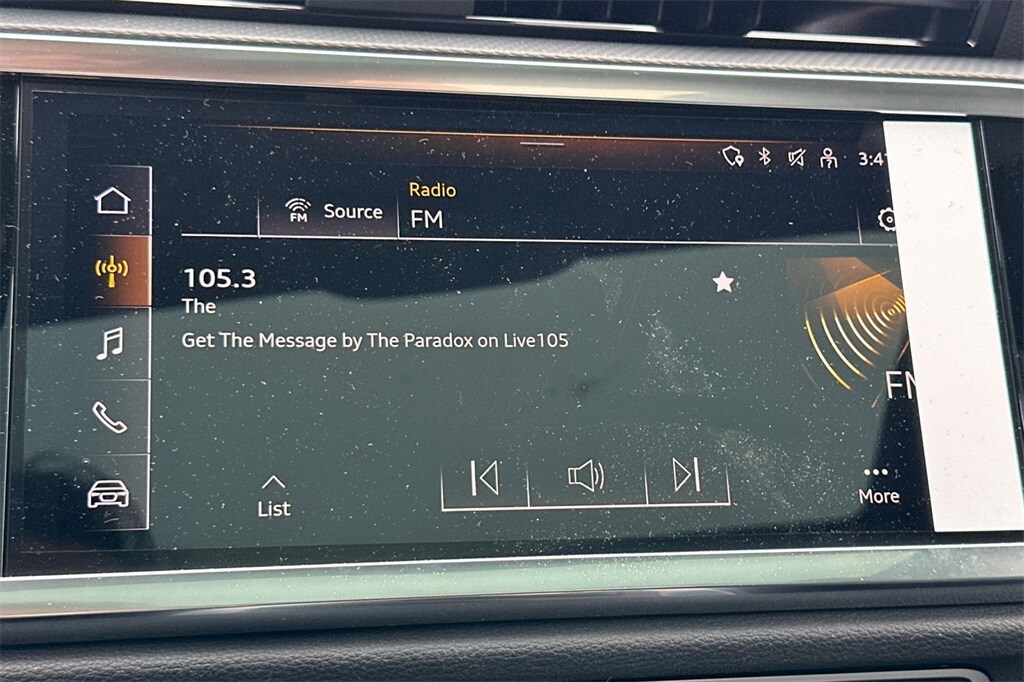 3:41
Radio
FM Source
FM
105.3
The
Get The Message by The Paradox on Live105
FM
List
More